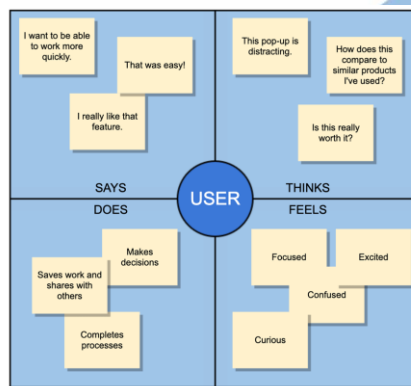 I want to be able
to work more
quickly.
That was easy!
I really like that
feature.
SAYS
This pop-up is
distracting.
How does this
compare to
similar products
I've used?
Is this really
worth it?
THINKS
USER
DOES
Makes
decisions
Saves work and
shares with
others
Completes
processes
FEELS
Focused
Excited
Confused
Curious